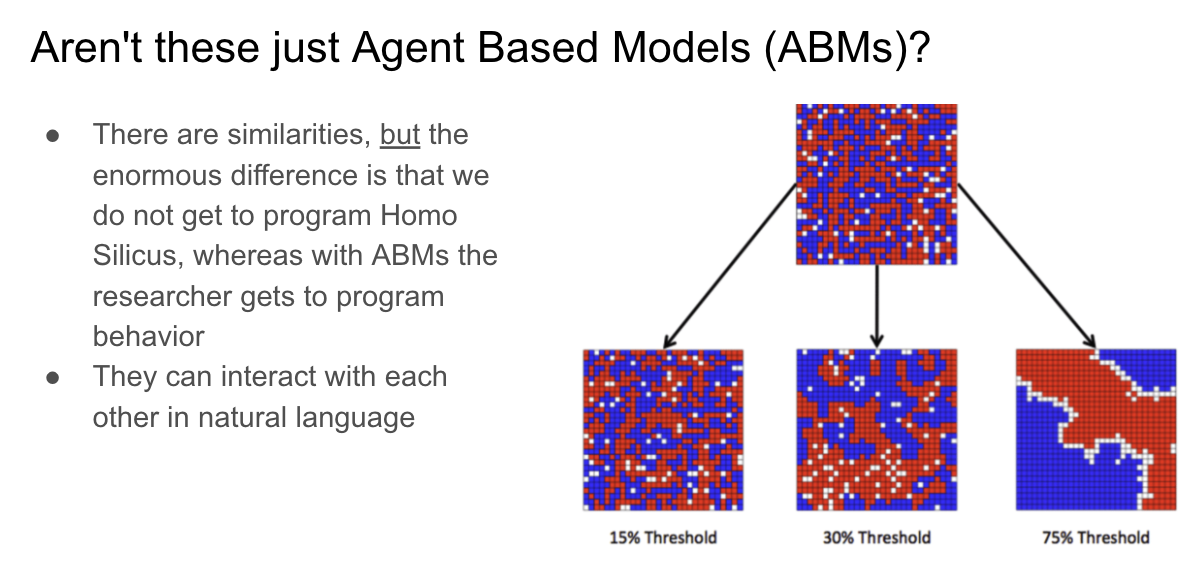 Aren't these just Agent Based Models (ABMs)?
● There are similarities, but the
enormous difference is that we
do not get to program Homo
Silicus, whereas with ABMs the
researcher gets to program
behavior
● They can interact with each
other in natural language
15% Threshold
30% Threshold
75% Threshold